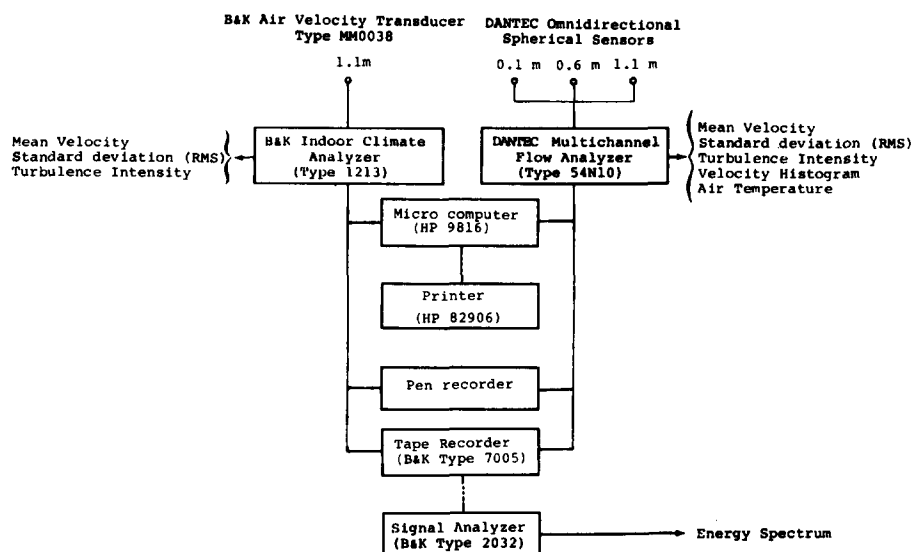 B&K Air Velocity Transducer
Type MM0038
1.1m
DANTEC Omnidirectional
Spherical Sensors
0.1 m 0.6 m 1.1 m
Mean Velocity
Standard deviation (RMS)
Turbulence Intensity
B&K Indoor Climate
Analyzer
(Type 1213)
DANTEC Multichannel
Flow Analyzer
(Type 54N10)
Mean Velocity
Standard deviation (RMS)
Turbulence Intensity
Velocity Histogram
Air Temperature
Micro computer
(HP 9816)
Printer
(HP 82906)
Pen recorder
Tape Recorder
(B&K Type 7005)
Signal Analyzer
(B&K Type 2032)
Energy Spectrum